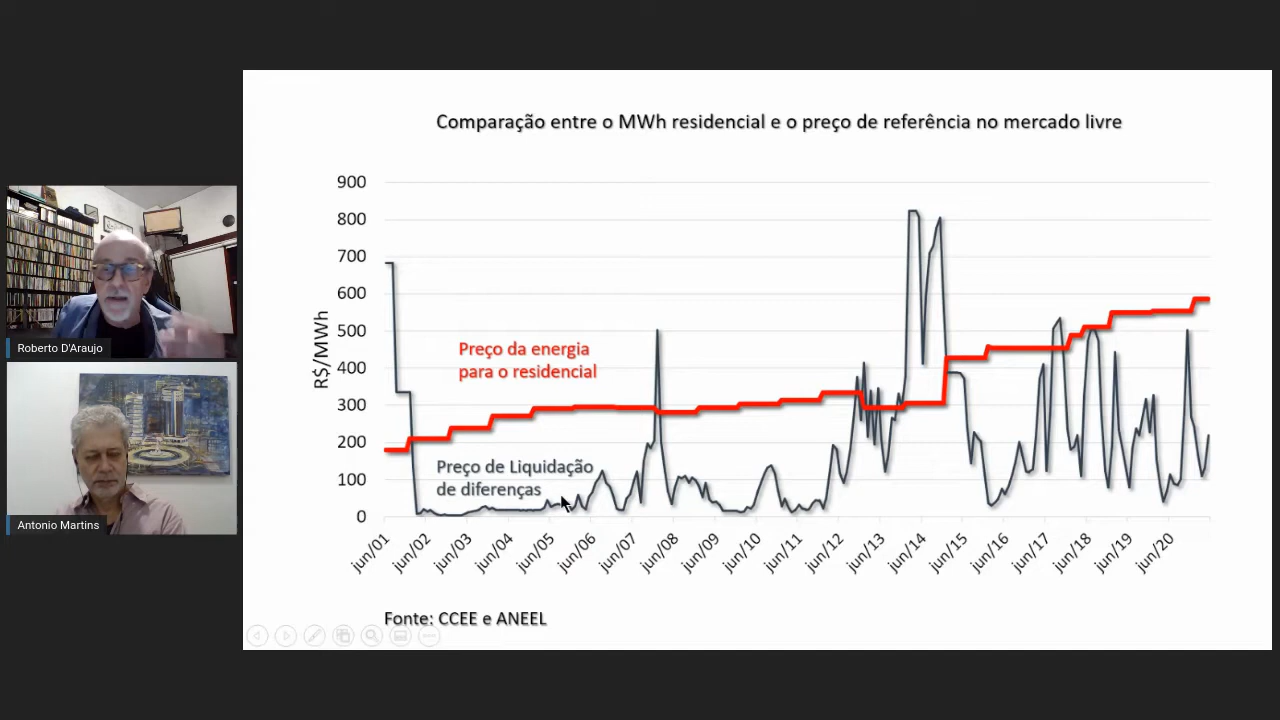 Comparação entre o MWh residencial e o preço de referência no mercado livre
900
800
700
600
500
400
300
200
100
0
R$/MWh
Preço da energia
para o residencial
Preço de Liquidação
de diferenças
jun/01
jun/02
jun/03
jun/04
jun/05
jun/06
jun/07
jun/08
jun/09
jun/10
jun/11
jun/12
jun/13
jun/14
jun/15
jun/16
jun/17
jun/18
jun/19
jun/20
Fonte: CCEE e ANEEL
Roberto D'Araujo
Antonio Martins